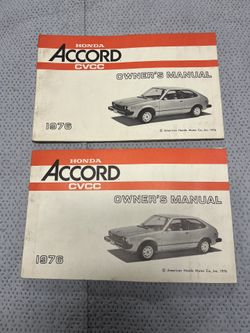 HONDA
ACCORD
CVCC
OWNER'S MANUAL
1976
© American Honda Motor Co., Inc. 1976
HONDA
ACCORD
CVCC
OWNER'S MANUAL
1976
© American Honda Motor Co., Inc. 1976